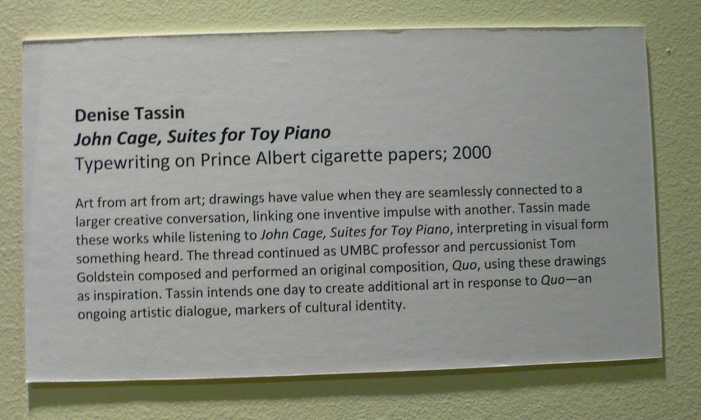 Denise Tassin
John Cage, Suites for Toy Piano
Typewriting on Prince Albert cigarette papers; 2000
Art from art from art; drawings have value when they are seamlessly connected to a
larger creative conversation, linking one inventive impulse with another. Tassin made
these works while listening to John Cage, Suites for Toy Piano, interpreting in visual form
something heard. The thread continued as UMBC professor and percussionist Tom
Goldstein composed and performed an original composition, Quo, using these drawings
as inspiration. Tassin intends one day to create additional art in response to Quo—an
ongoing artistic dialogue, markers of cultural identity.